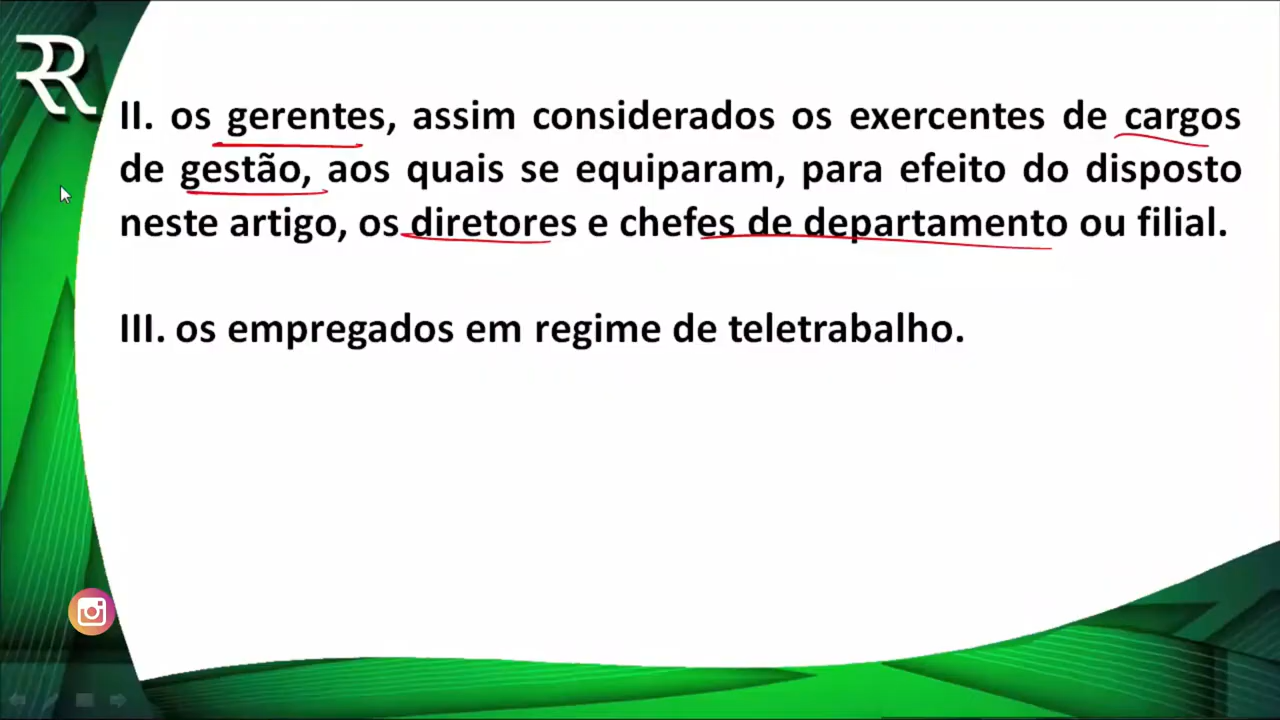 RR
II. os gerentes, assim considerados os exercentes de cargos
de gestão, aos quais se equiparam, para efeito do disposto
neste artigo, os diretores e chefes de departamento ou filial.
III. os empregados em regime de teletrabalho.